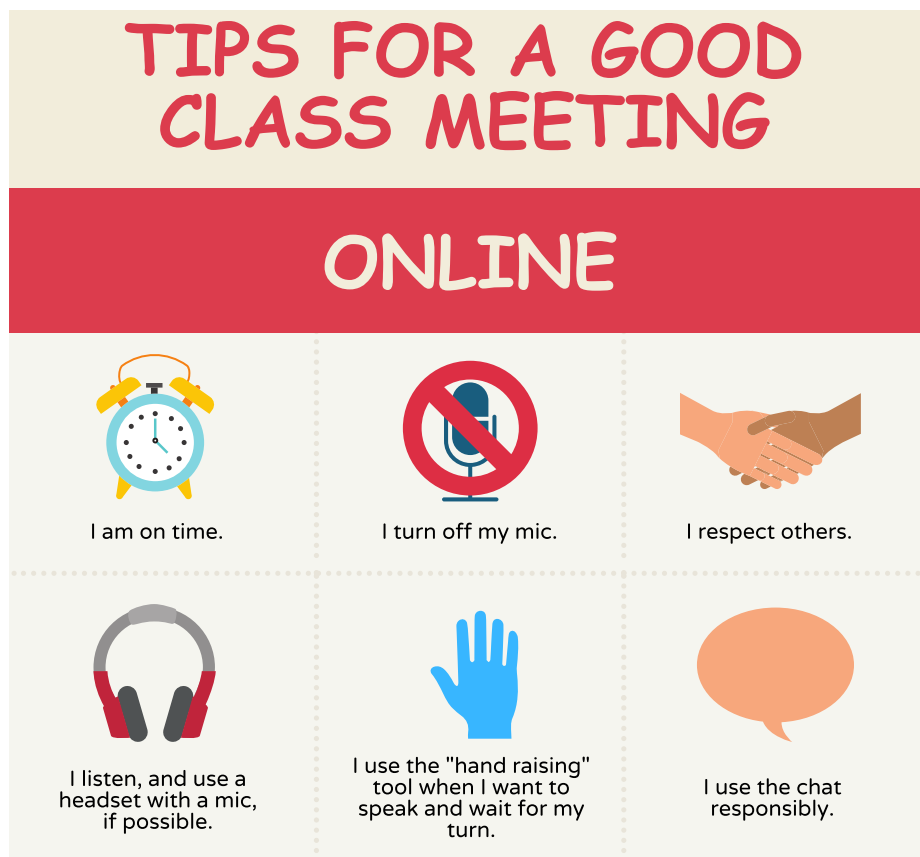 TIPS FOR A GOOD
CLASS MEETING
ONLINE
I am on time.
I turn off my mic.
I respect others.
I listen, and use a
headset with a mic,
if possible.
I use the "hand raising"
tool when I want to
speak and wait for my
turn.
I use the chat
responsibly.